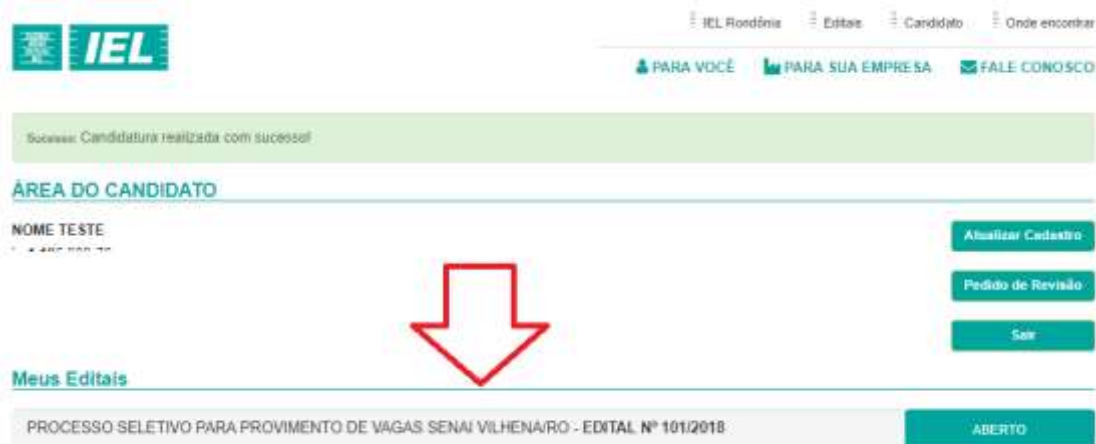 IEL Rondônia Editais Candidato Onde encontrar
IEL
PARA VOCÊ PARA SUA EMPRESA FALE CONOSCO
Sucesso! Candidatura realizada com sucesso!
ÁREA DO CANDIDATO
NOME TESTE
Atualizar Cadastro
Pedido de Revisão
Sair
Meus Editais
PROCESSO SELETIVO PARA PROVIMENTO DE VAGAS SENAI VILHENA/RO - EDITAL Nº 101/2018 ABERTO